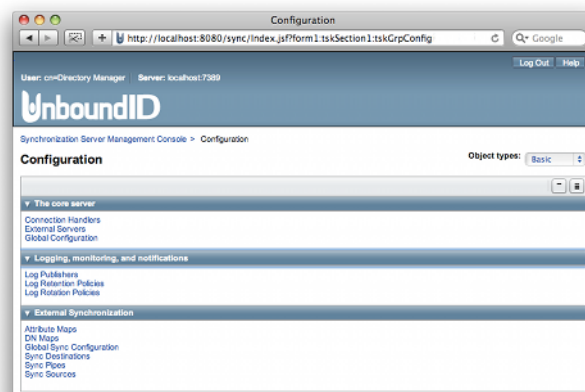 Configuration
http://localhost:8080/sync/Index.jsf?form1:tskSection1:tskGrpConfig
Google
Log Out Help
User: cn=Directory Manager Server: localhost:7389
UnboundID
Synchronization Server Management Console > Configuration
Configuration
Object types: Basic
The core server
Connection Handlers
External Servers
Global Configuration
Logging, monitoring, and notifications
Log Publishers
Log Retention Policies
Log Rotation Policies
External Synchronization
Attribute Maps
DN Maps
Global Sync Configuration
Sync Destinations
Sync Pipes
Sync Sources